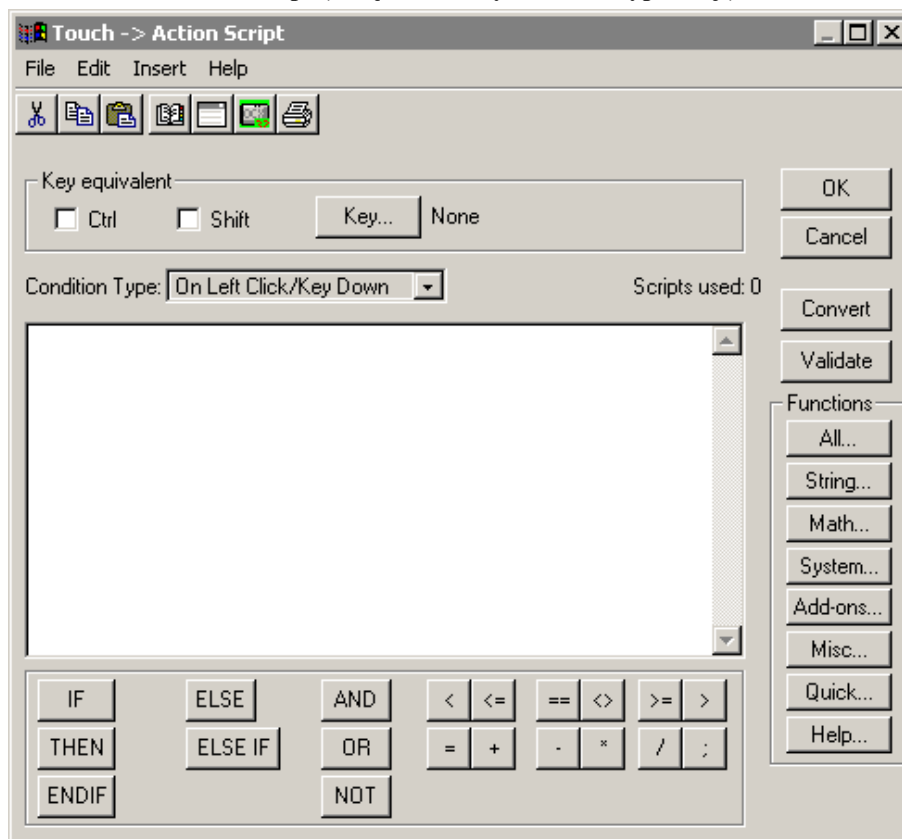 Touch -> Action Script
File Edit Insert Help
Key equivalent
Ctrl Shift Key... None
OK
Cancel
Condition Type: On Left Click/Key Down Scripts used: 0
Convert
Validate
Functions
All...
String...
Math...
System...
Add-ons...
Misc...
Quick...
Help...
IF ELSE AND < <= == <> >= >
THEN ELSE IF OR = + - * / ;
ENDIF NOT